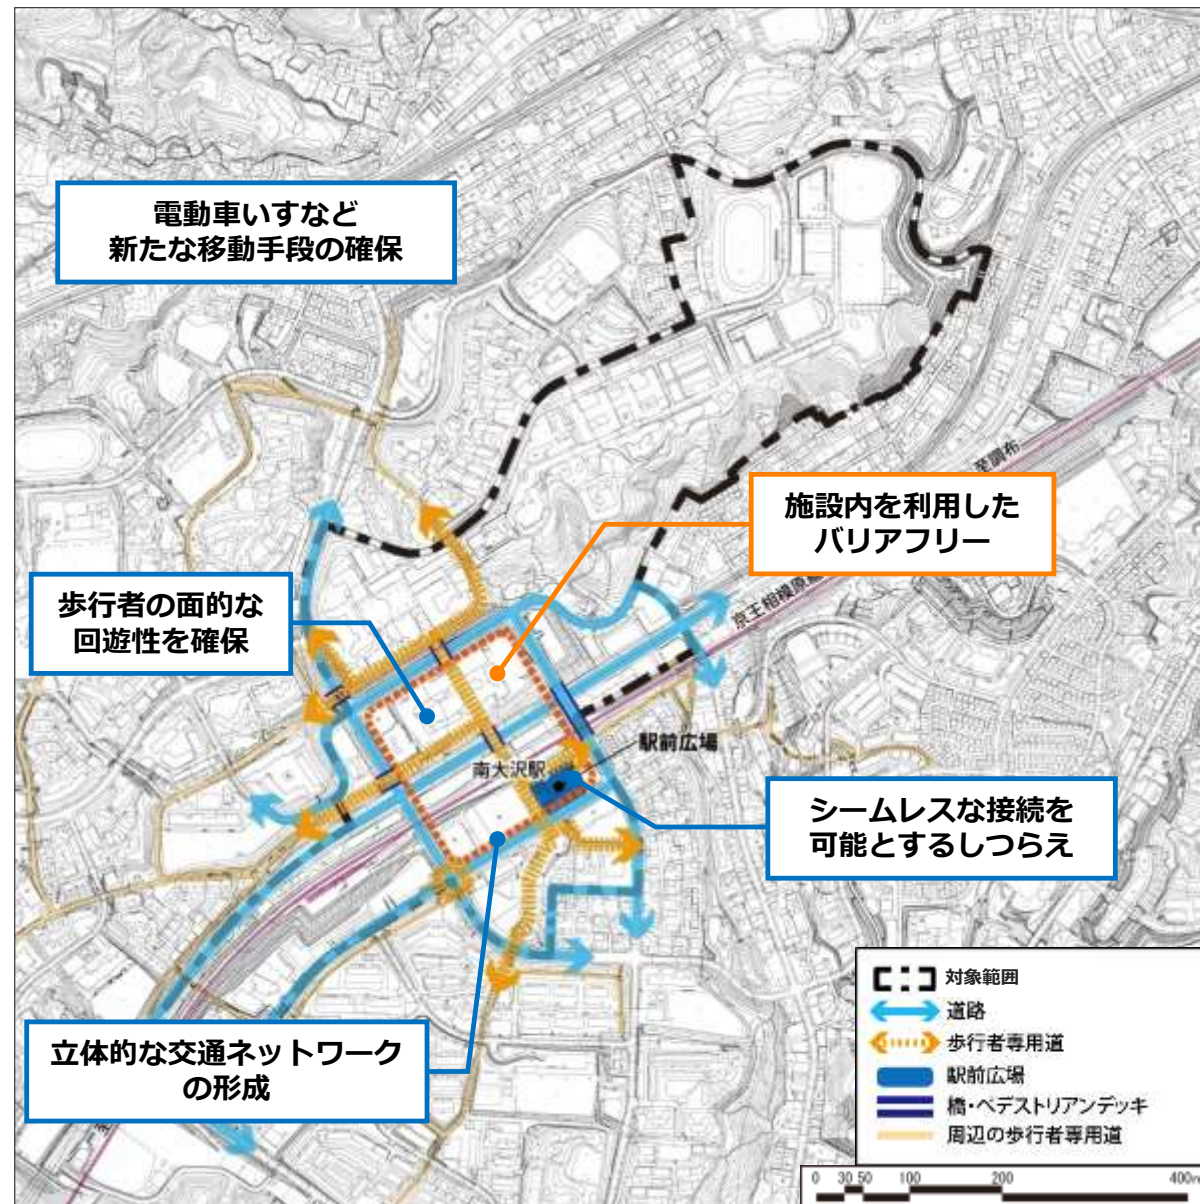 電動車いすなど
新たな移動手段の確保
至調布
施設内を利用した
バリアフリー
京王相模原線
歩行者の面的な
回遊性を確保
駅前広場
南大沢駅
シームレスな接続を
可能とするしつらえ
立体的な交通ネットワーク
の形成
対象範囲
道路
歩行者専用道
駅前広場
橋・ペデストリアンデッキ
周辺の歩行者専用道
0 30 50 100 200 400m